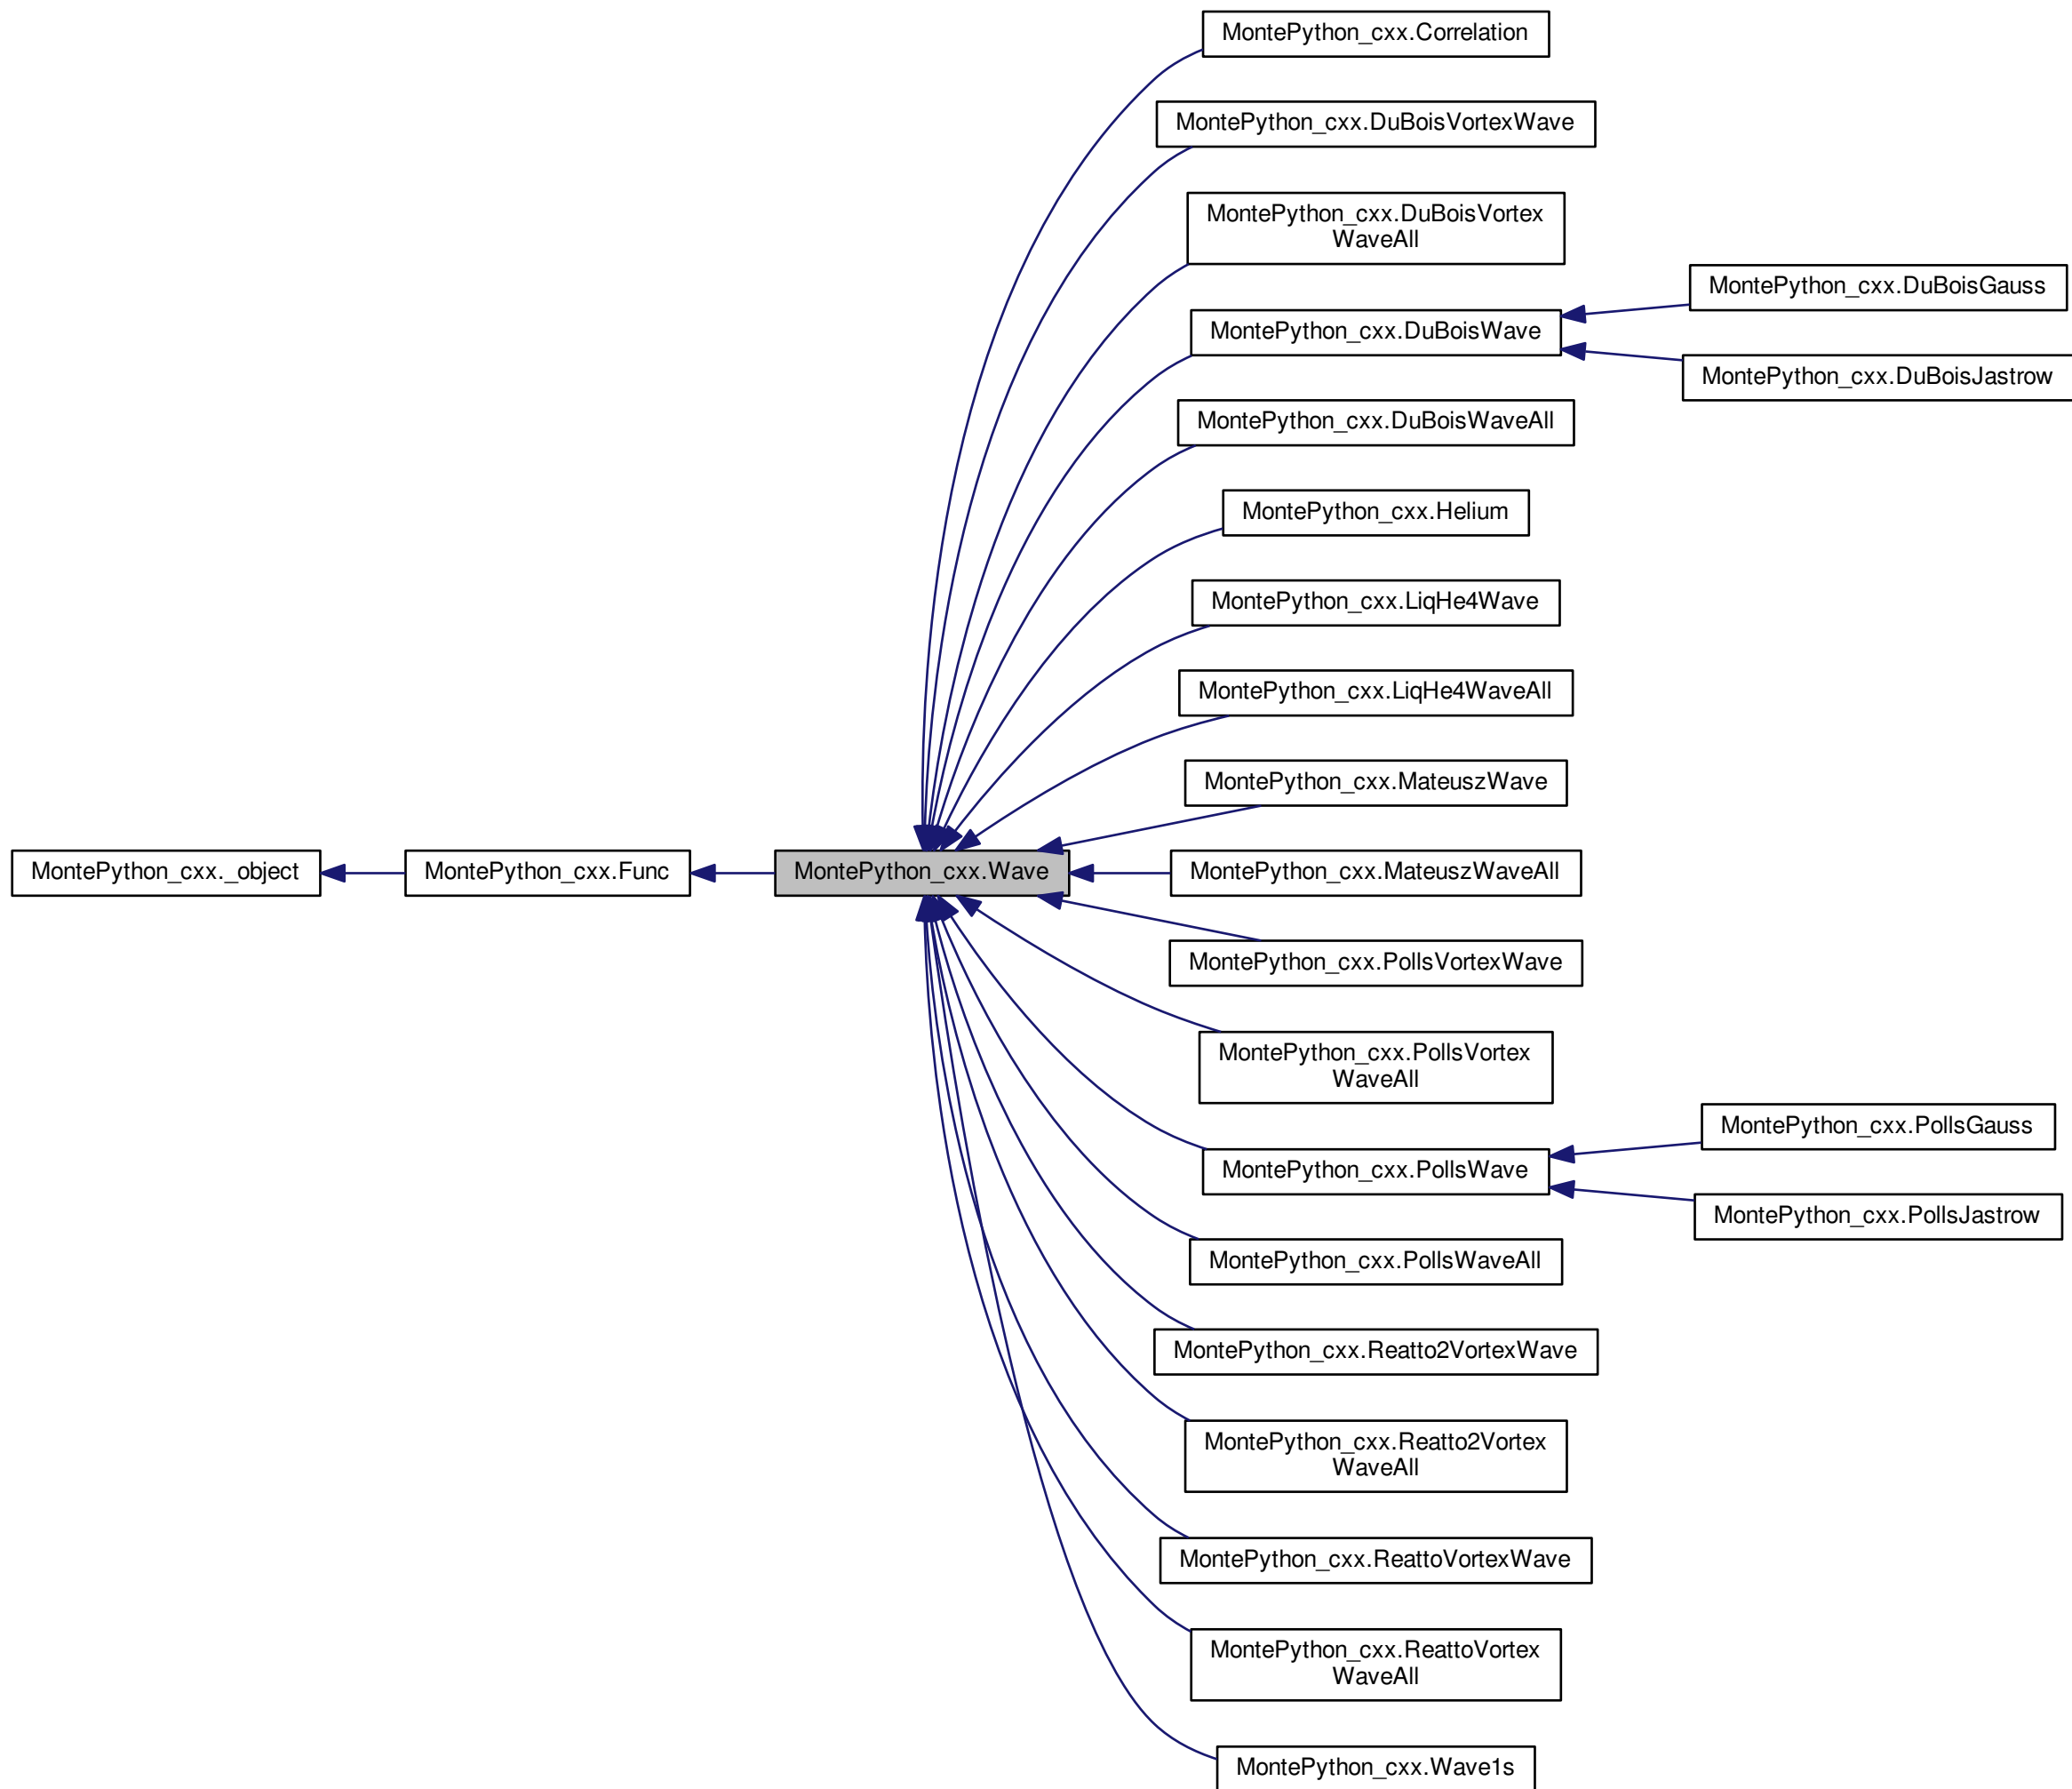 MontePython_cxx.Correlation
MontePython_cxx.DuBoisVortexWave
MontePython_cxx.DuBoisVortex
WaveAll
MontePython_cxx.DuBoisGauss
MontePython_cxx.DuBoisWave
MontePython_cxx.DuBoisJastrow
MontePython_cxx.DuBoisWaveAll
MontePython_cxx.Helium
MontePython_cxx.LiqHe4Wave
MontePython_cxx.LiqHe4WaveAll
MontePython_cxx.MateuszWave
MontePython_cxx._object
MontePython_cxx.Func
MontePython_cxx.Wave
MontePython_cxx.MateuszWaveAll
MontePython_cxx.PollsVortexWave
MontePython_cxx.PollsVortex
WaveAll
MontePython_cxx.PollsGauss
MontePython_cxx.PollsWave
MontePython_cxx.PollsJastrow
MontePython_cxx.PollsWaveAll
MontePython_cxx.Reatto2VortexWave
MontePython_cxx.Reatto2Vortex
WaveAll
MontePython_cxx.ReattoVortexWave
MontePython_cxx.ReattoVortex
WaveAll
MontePython_cxx.Wave1s